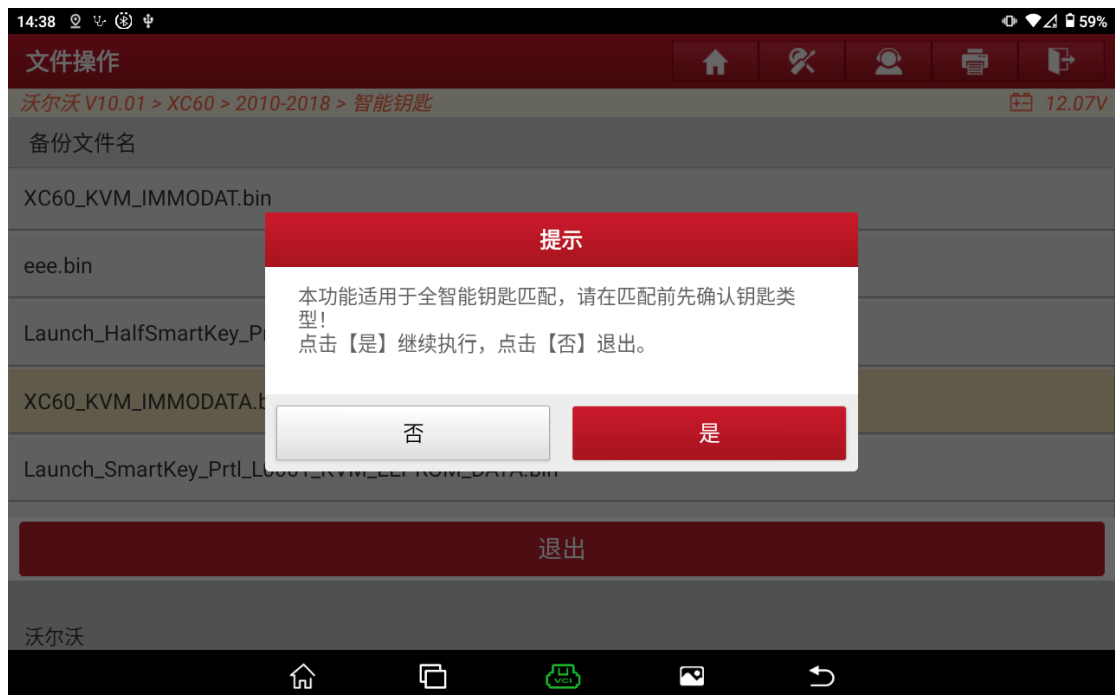 14:38
59%
文件操作
沃尔沃 V10.01 > XC60 > 2010-2018 > 智能钥匙
12.07V
备份文件名
XC60_KVM_IMMODAT.bin
提示
eee.bin
本功能适用于全智能钥匙匹配，请在匹配前先确认钥匙类
型！
点击【是】继续执行，点击【否】退出。
Launch_HalfSmartKey_P
XC60_KVM_IMMODATA.b
否
是
Launch_SmartKey_Prtl_L0001_KVM_EEPROM_DATA.bin
退出
沃尔沃
VCI